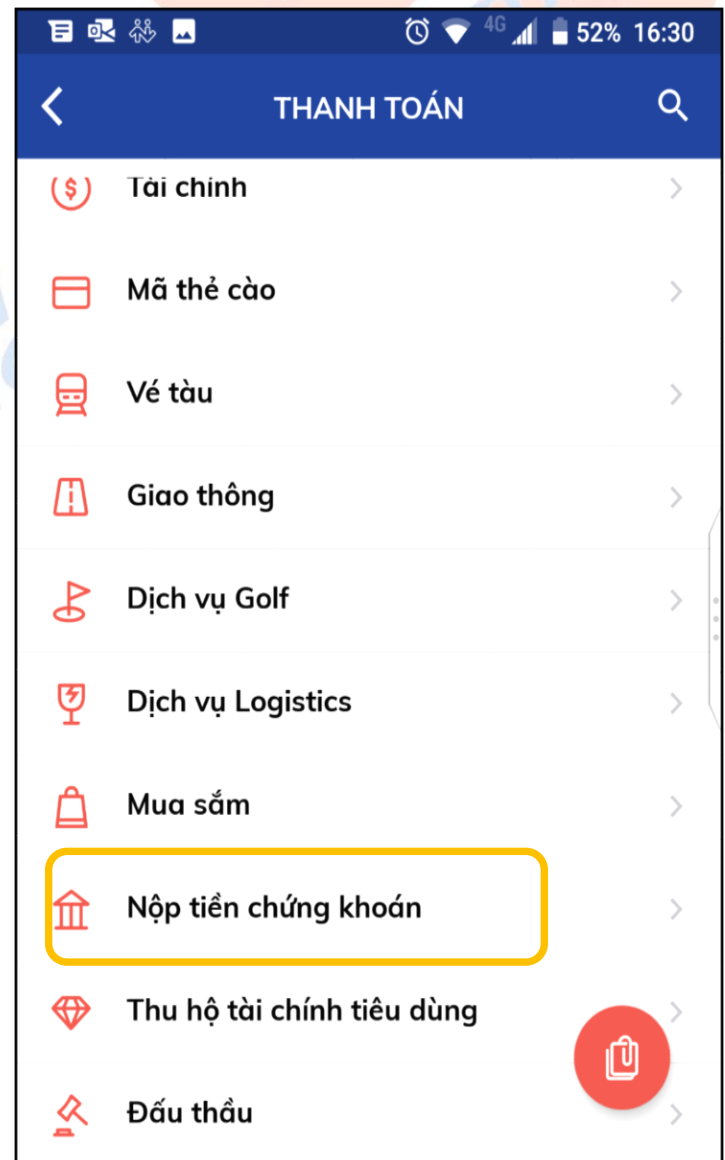 4G 52% 16:30
THANH TOÁN
Tài chính
Mã thẻ cào
Vé tàu
Giao thông
Dịch vụ Golf
Dịch vụ Logistics
Mua sắm
Nộp tiền chứng khoán
Thu hộ tài chính tiêu dùng
Đấu thầu